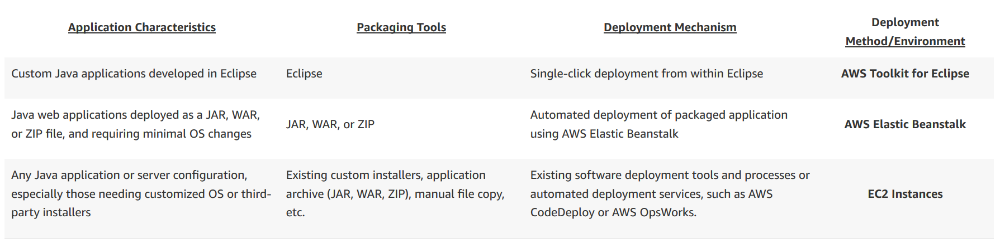 Application Characteristics
Packaging Tools
Deployment Mechanism
Deployment
Method/Environment
Custom Java applications developed in Eclipse
Eclipse
Single-click deployment from within Eclipse
AWS Toolkit for Eclipse
Java web applications deployed as a JAR, WAR,
or ZIP file, and requiring minimal OS changes
JAR, WAR, or ZIP
Automated deployment of packaged application
using AWS Elastic Beanstalk
AWS Elastic Beanstalk
Any Java application or server configuration,
especially those needing customized OS or third-
party installers
Existing custom installers, application
archive (JAR, WAR, ZIP), manual file copy,
etc.
Existing software deployment tools and processes or
automated deployment services, such as AWS
CodeDeploy or AWS OpsWorks.
EC2 Instances